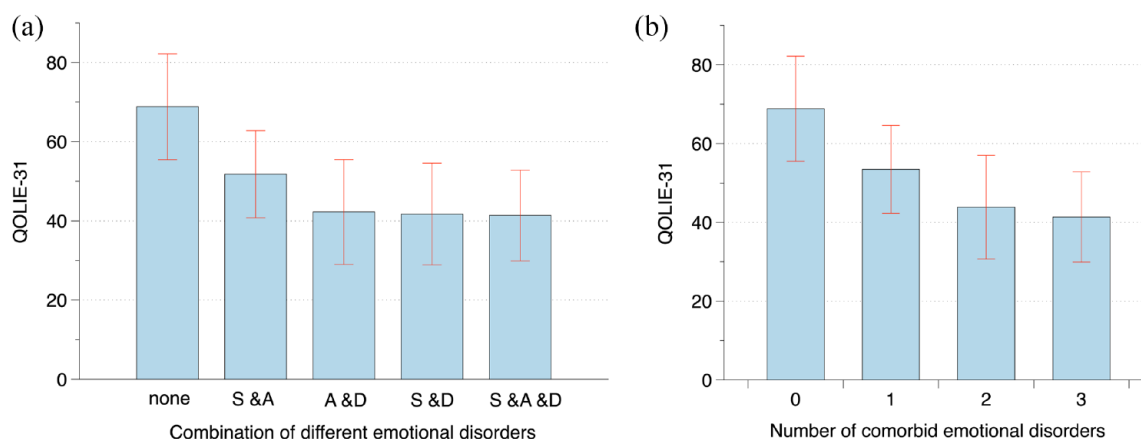 (a)
80
60
40
20
0
QOLIE-31
none S &A A &D S &D S &A &D
Combination of different emotional disorders
(b)
80
60
40
20
0
QOLIE-31
0 1 2 3
Number of comorbid emotional disorders